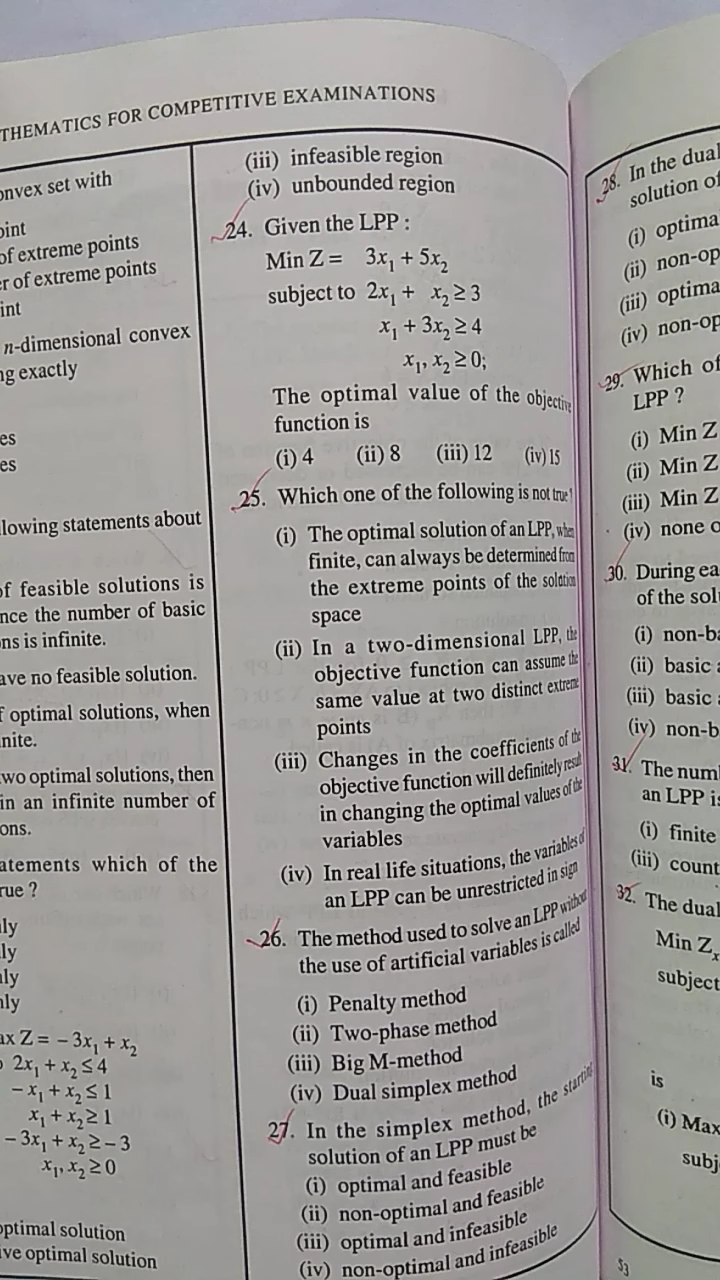 THEMATICS FOR COMPETITIVE EXAMINATIONS
onvex set with
oint
of extreme points
er of extreme points
int
n-dimensional convex
ng exactly
es
es
llowing statements about
of feasible solutions is
nce the number of basic
ons is infinite.
ave no feasible solution.
f optimal solutions, when
nite.
wo optimal solutions, then
in an infinite number of
ons.
atements which of the
rue ?
nly
nly
nly
nly
ax Z = – 3x₁ + x₂
2x₁ + x₂ ≤ 4
– x₁ + x₂ ≤ 1
x₁ + x₂ ≥ 1
– 3x₁ + x₂ ≥ – 3
x₁, x₂ ≥ 0
optimal solution
ve optimal solution
(iii) infeasible region
(iv) unbounded region
24. Given the LPP :
Min Z = 3x₁ + 5x₂
subject to 2x₁ + x₂ ≥ 3
x₁ + 3x₂ ≥ 4
x₁, x₂ ≥ 0;
The optimal value of the objective
function is
(i) 4 (ii) 8 (iii) 12 (iv) 15
25. Which one of the following is not true ?
(i) The optimal solution of an LPP, when
finite, can always be determined from
the extreme points of the solution
space
(ii) In a two-dimensional LPP, the
objective function can assume the
same value at two distinct extreme
points
(iii) Changes in the coefficients of the
objective function will definitely result
in changing the optimal values of the
variables
(iv) In real life situations, the variables of
an LPP can be unrestricted in sign
26. The method used to solve an LPP without
the use of artificial variables is called
(i) Penalty method
(ii) Two-phase method
(iii) Big M-method
(iv) Dual simplex method
27. In the simplex method, the starting
solution of an LPP must be
(i) optimal and feasible
(ii) non-optimal and feasible
(iii) optimal and infeasible
(iv) non-optimal and infeasible
28. In the dual
solution of
(i) optima
(ii) non-op
(iii) optima
(iv) non-op
29. Which of
LPP ?
(i) Min Z
(ii) Min Z
(iii) Min Z
(iv) none o
30. During ea
of the sol
(i) non-ba
(ii) basic a
(iii) basic
(iv) non-b
31. The num
an LPP is
(i) finite
(iii) count
32. The dual
Min Zₓ
subject
is
(i) Max
subj